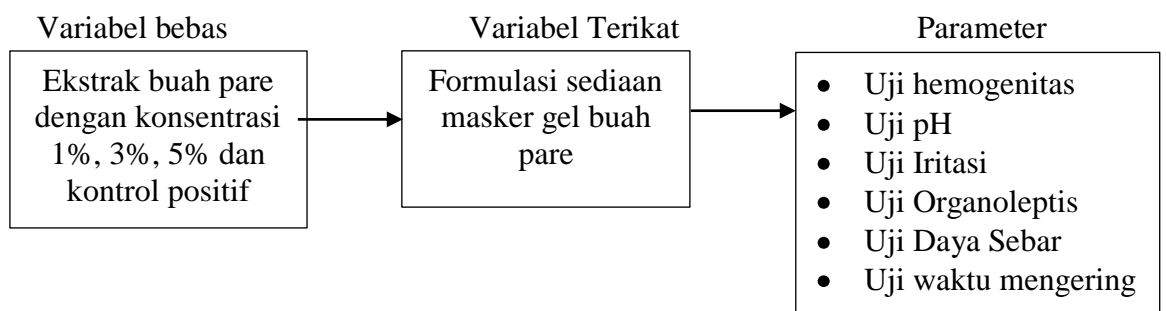 Variabel bebas
Ekstrak buah pare
dengan konsentrasi
1%, 3%, 5% dan
kontrol positif
Variabel Terikat
Formulasi sediaan
masker gel buah
pare
Parameter
• Uji hemogenitas
• Uji pH
• Uji Iritasi
• Uji Organoleptis
• Uji Daya Sebar
• Uji waktu mengering